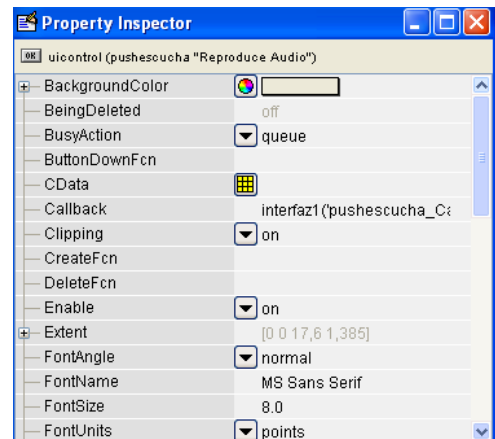 Property Inspector
OK uicontrol (pushescucha "Reproduce Audio")
BackgroundColor
BeingDeleted off
BusyAction queue
ButtonDownFcn
CData
Callback interfaz1('pushescucha_Ca
Clipping on
CreateFcn
DeleteFcn
Enable on
Extent [0 0 17,6 1,385]
FontAngle normal
FontName MS Sans Serif
FontSize 8.0
FontUnits points